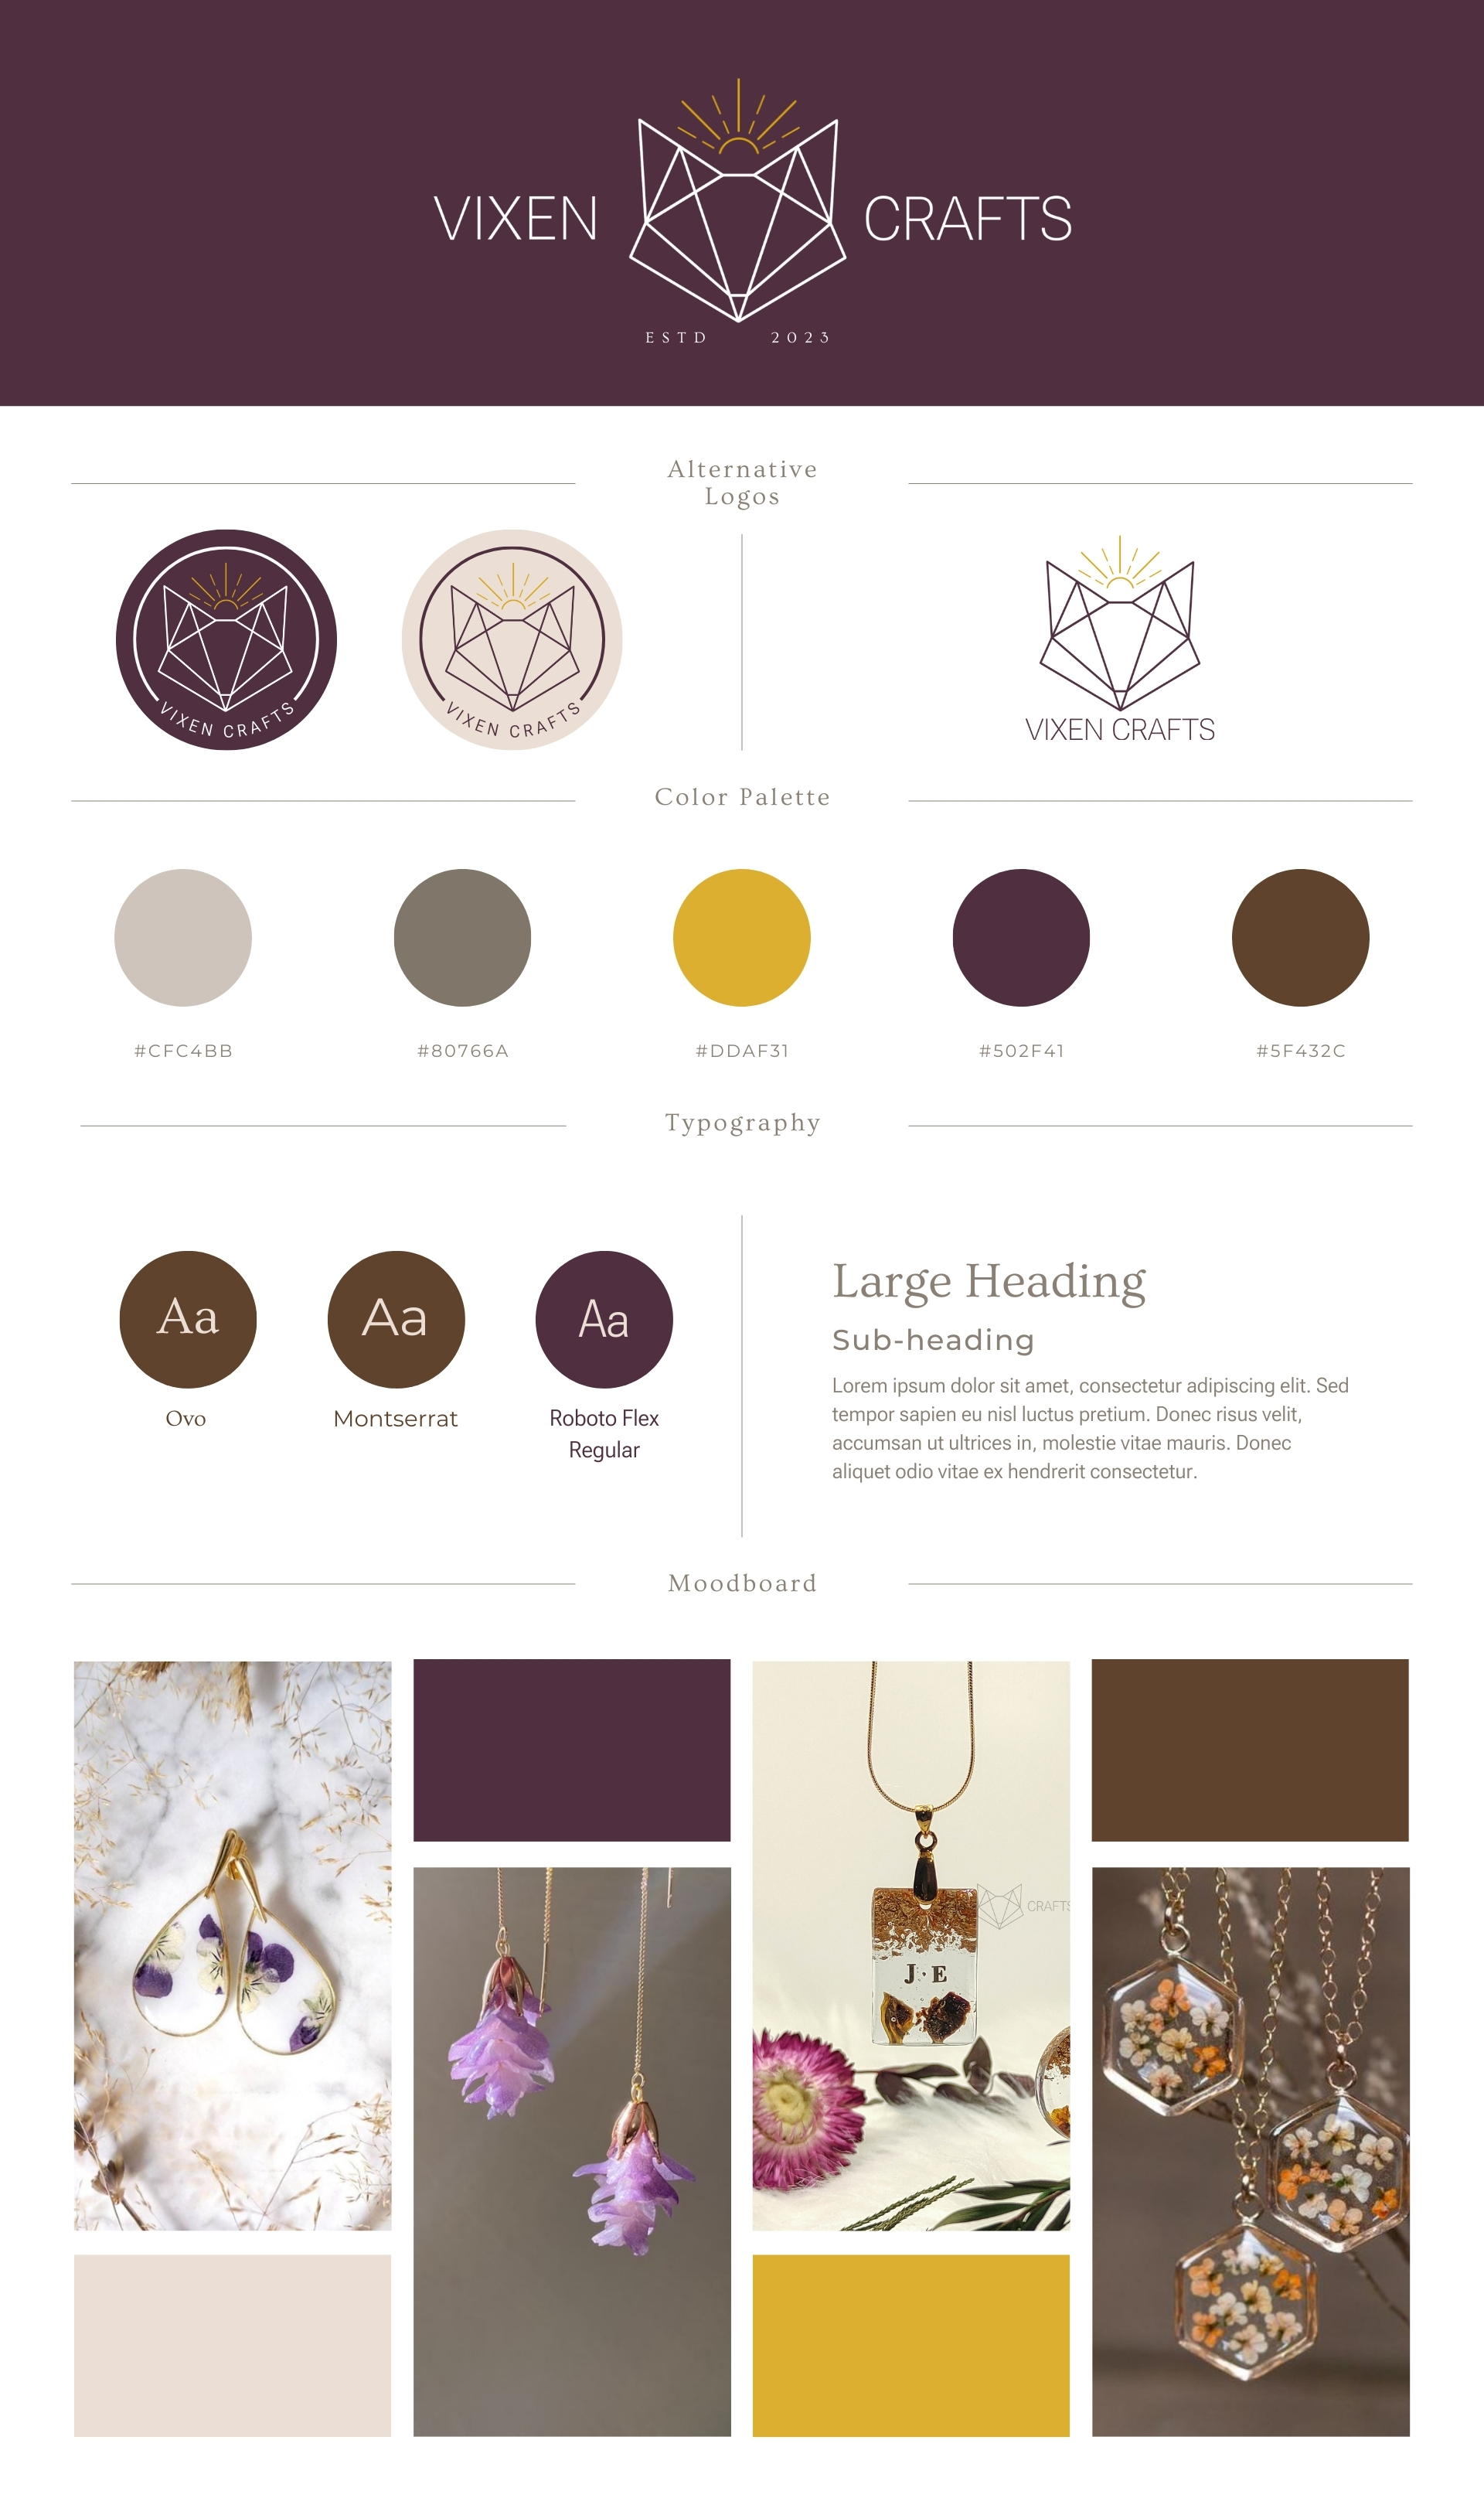 VIXEN CRAFTS
ESTD 2023
Alternative
Logos
VIXEN CRAFTS
VIXEN CRAFTS
VIXEN CRAFTS
Color Palette
#CFC4BB
#80766A
#DDAF31
#502F41
#5F432C
Typography
Aa
Aa
Aa
Ovo
Montserrat
Roboto Flex
Regular
Large Heading
Sub-heading
Lorem ipsum dolor sit amet, consectetur adipiscing elit. Sed
tempor sapien eu nisl luctus pretium. Donec risus velit,
accumsan ut ultrices in, molestie vitae mauris. Donec
aliquet odio vitae ex hendrerit consectetur.
Moodboard
CRAFTS
J·E